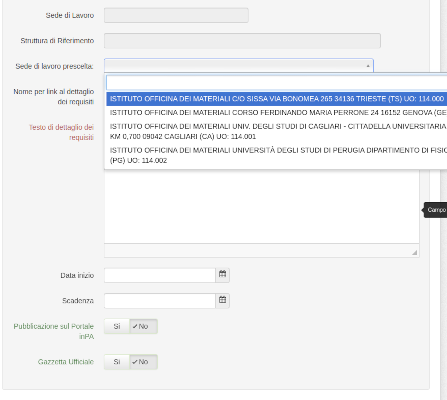 Sede di Lavoro
Struttura di Riferimento
Sede di lavoro prescelta:
ISTITUTO OFFICINA DEI MATERIALI C/O SISSA VIA BONOMEA 265 34136 TRIESTE (TS) UO: 114.000
Nome per link al dettaglio
dei requisiti
ISTITUTO OFFICINA DEI MATERIALI CORSO FERDINANDO MARIA PERRONE 24 16152 GENOVA (GE
ISTITUTO OFFICINA DEI MATERIALI UNIV. DEGLI STUDI DI CAGLIARI - CITTADELLA UNIVERSITARIA
KM 0,700 09042 CAGLIARI (CA) UO: 114.001
Testo di dettaglio dei
requisiti
ISTITUTO OFFICINA DEI MATERIALI UNIVERSITÀ DEGLI STUDI DI PERUGIA DIPARTIMENTO DI FISIC
(PG) UO: 114.002
Campo
Data inizio
Scadenza
Pubblicazione sul Portale
inPA
Si ✔ No
Gazzetta Ufficiale
Si ✔ No